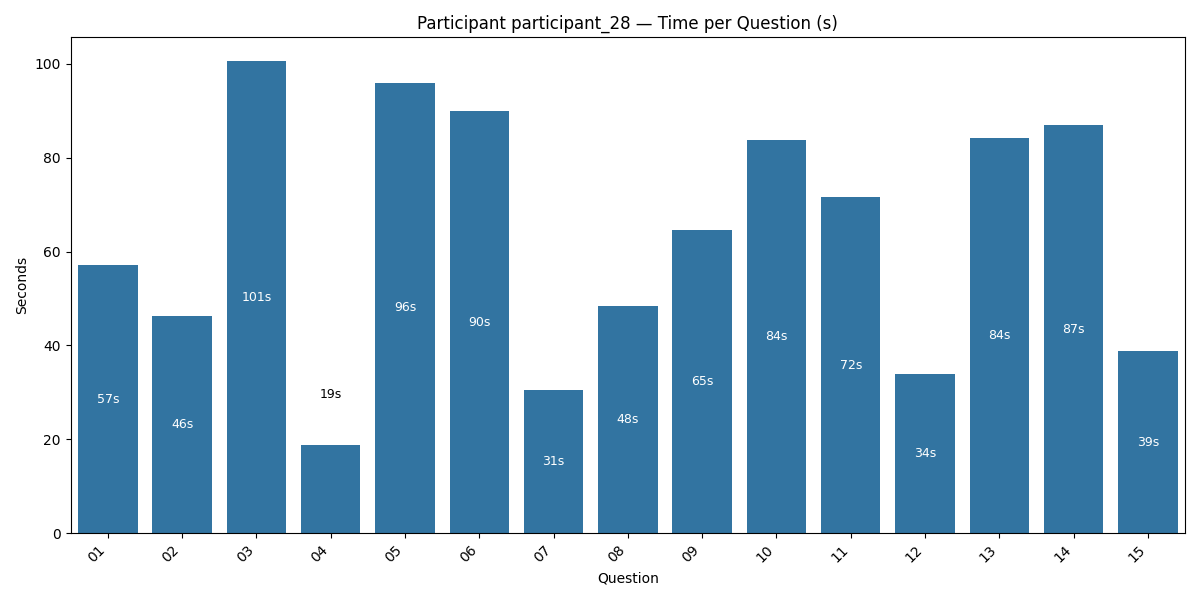 Participant participant_28 — Time per Question (s)
Seconds
100
80
60
40
20
0
57s
46s
101s
19s
96s
90s
31s
48s
65s
84s
72s
34s
84s
87s
39s
01 02 03 04 05 06 07 08 09 10 11 12 13 14 15
Question